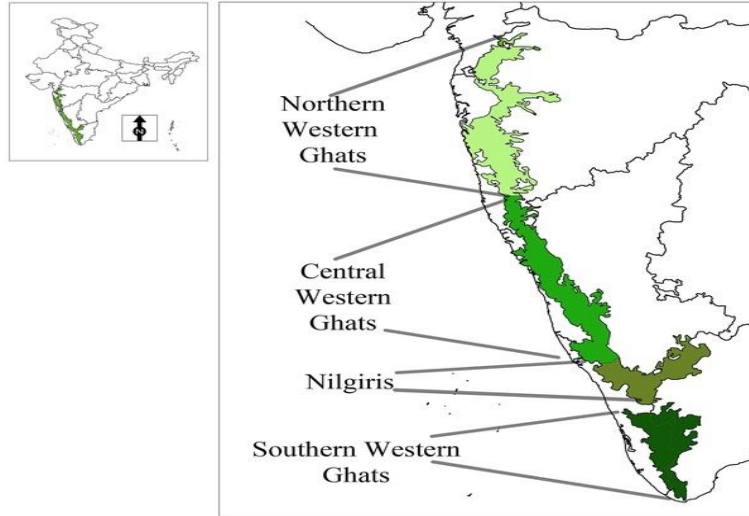 N
Northern
Western
Ghats
Central
Western
Ghats
Nilgiris
Southern Western
Ghats